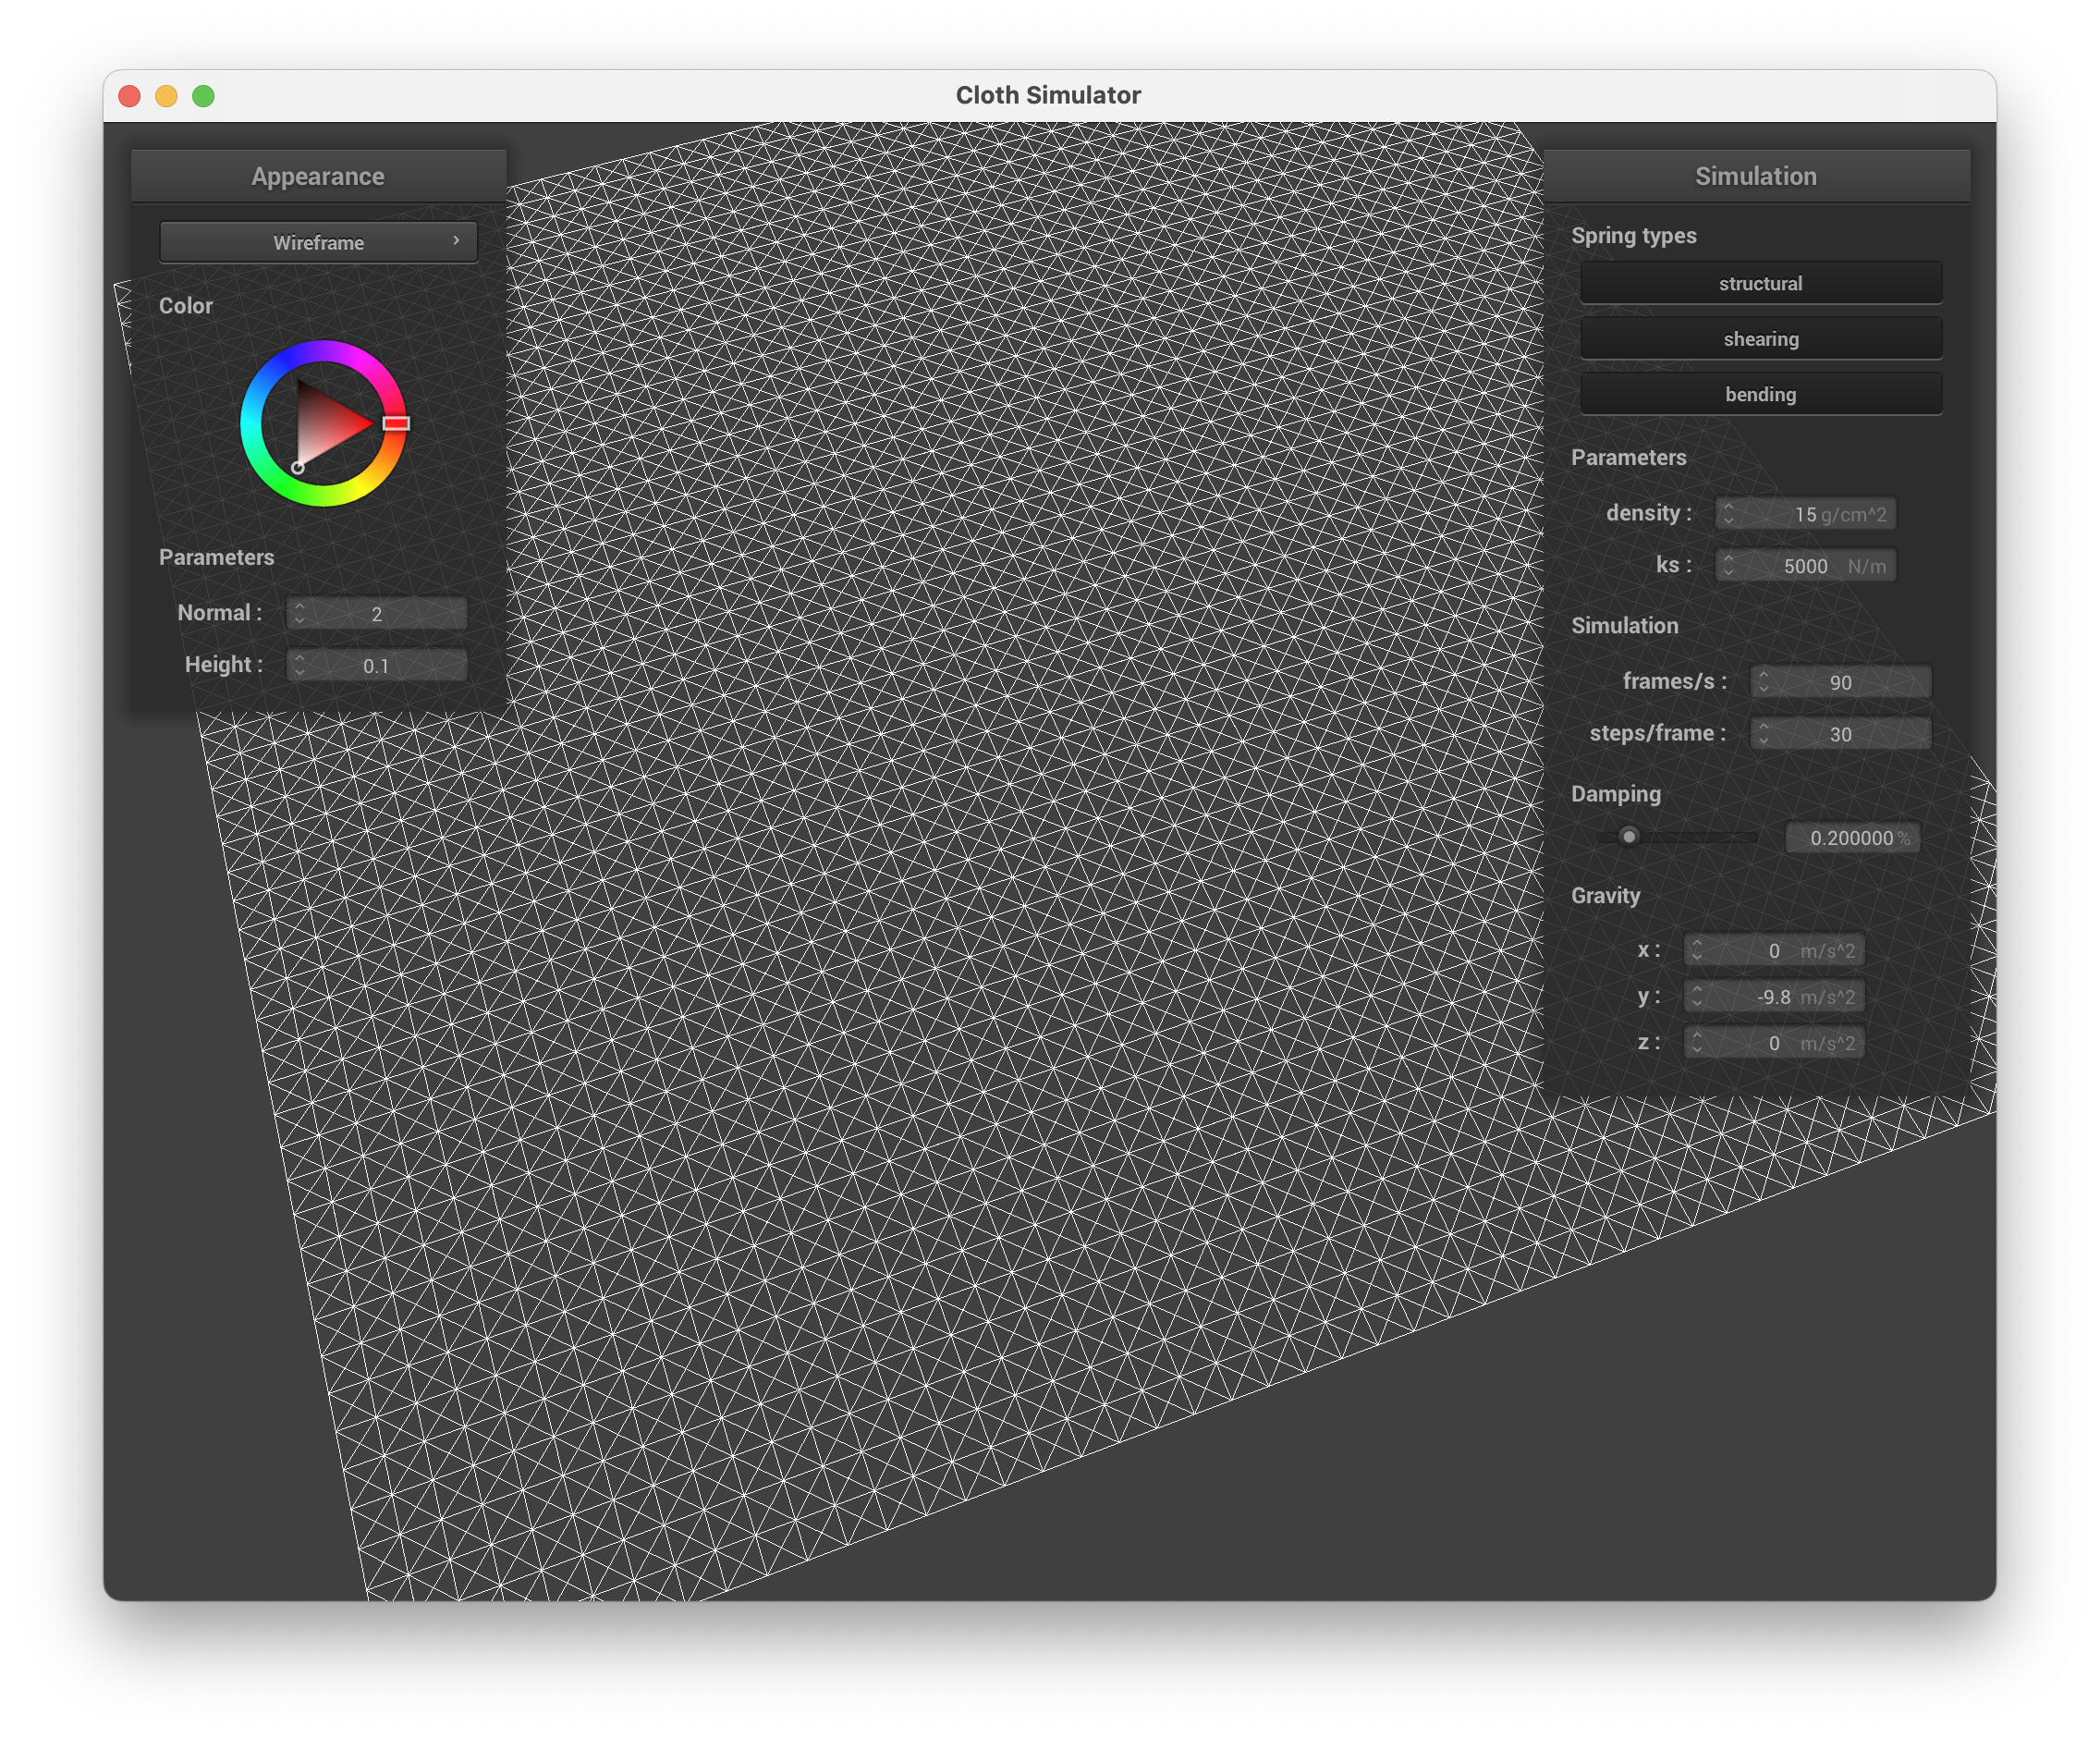 Cloth Simulator
Appearance
Wireframe
Color
Parameters
Normal : 2
Height : 0.1
Simulation
Spring types
structural
shearing
bending
Parameters
density : 15 g/cm^2
ks : 5000 N/m
Simulation
frames/s : 90
steps/frame : 30
Damping
0.200000 %
Gravity
x : 0 m/s^2
y : -9.8 m/s^2
z : 0 m/s^2